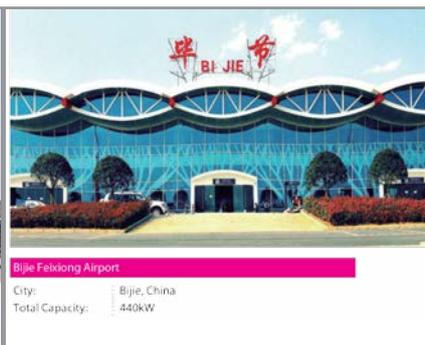 毕 BI JIE 节
Bijie Feixiong Airport
City: Bijie, China
Total Capacity: 440kW